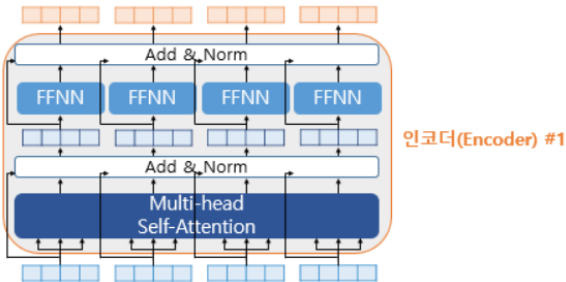 Add & Norm
FFNN FFNN FFNN FFNN
인코더(Encoder) #1
Add & Norm
Multi-head
Self-Attention